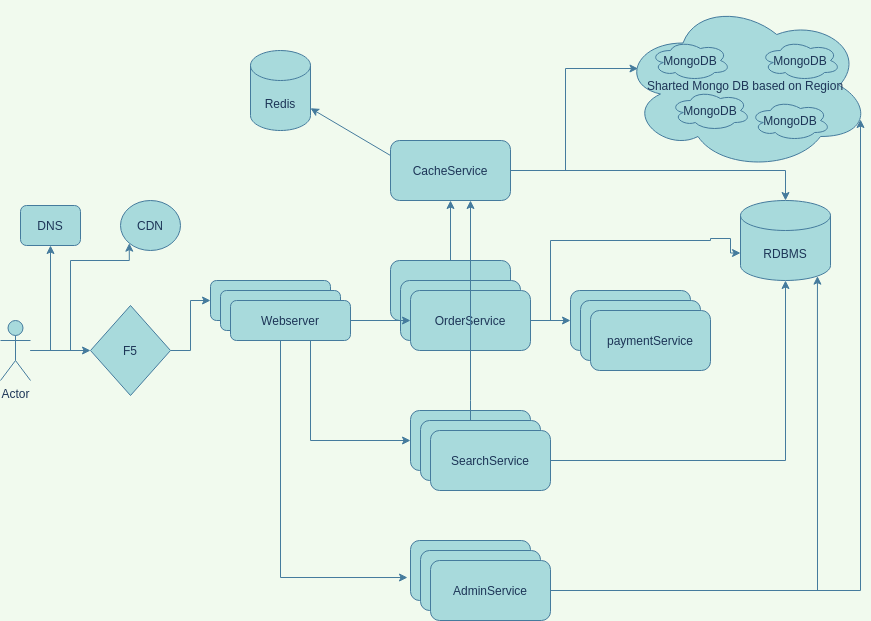 MongoDB
MongoDB
Sharted Mongo DB based on Region
MongoDB
MongoDB
Redis
CacheService
DNS
CDN
RDBMS
Webserver
OrderService
paymentService
F5
Actor
SearchService
AdminService